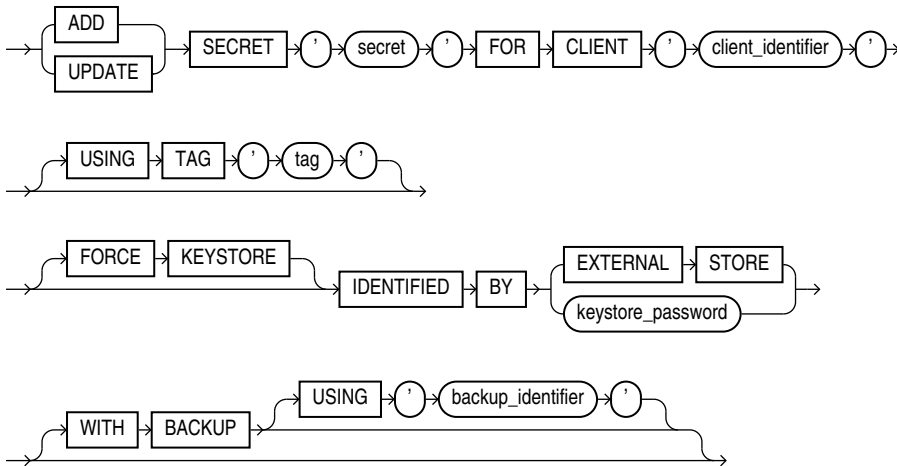 ADD
UPDATE
SECRET ' secret ' FOR CLIENT ' client_identifier '
USING TAG ' tag '
FORCE KEYSTORE
IDENTIFIED BY
EXTERNAL STORE
keystore_password
USING ' backup_identifier '
WITH BACKUP